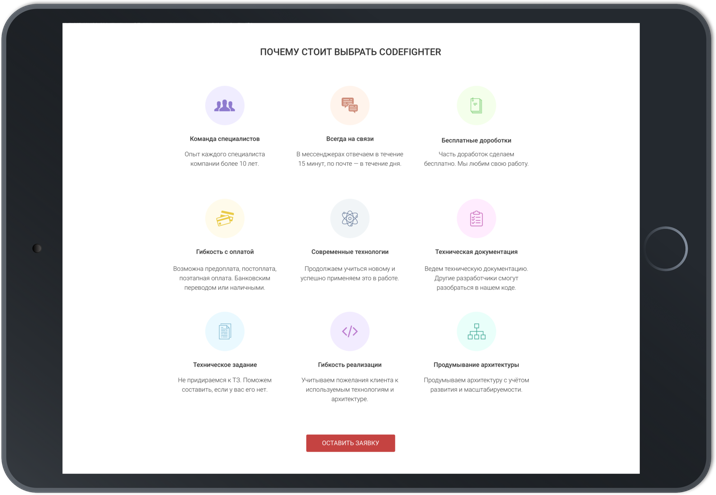 ПОЧЕМУ СТОИТ ВЫБРАТЬ CODEFIGHTER
Команда специалистов
Опыт каждого специалиста
компании более 10 лет.
Всегда на связи
В мессенджерах отвечаем в течение
15 минут, по почте — в течение дня.
Бесплатные дороботки
Часть доработок сделаем
бесплатно. Мы любим свою работу.
Гибкость с оплатой
Возможна предоплата, постоплата,
поэтапная оплата. Банковским
переводом или наличными.
Современные технологии
Продолжаем учиться новому и
успешно применяем это в работе.
Техническая документация
Ведем техническую документацию.
Другие разработчики смогут
разобраться в нашем коде.
Техническое задание
Не придираемся к ТЗ. Поможем
составить, если у вас его нет.
Гибкость реализации
Учитываем пожелания клиента к
используемым технологиям и
архитектуре.
Продумывание архитектуры
Продумываем архитектуру с учётом
развития и масштабируемости.
ОСТАВИТЬ ЗАЯВКУ